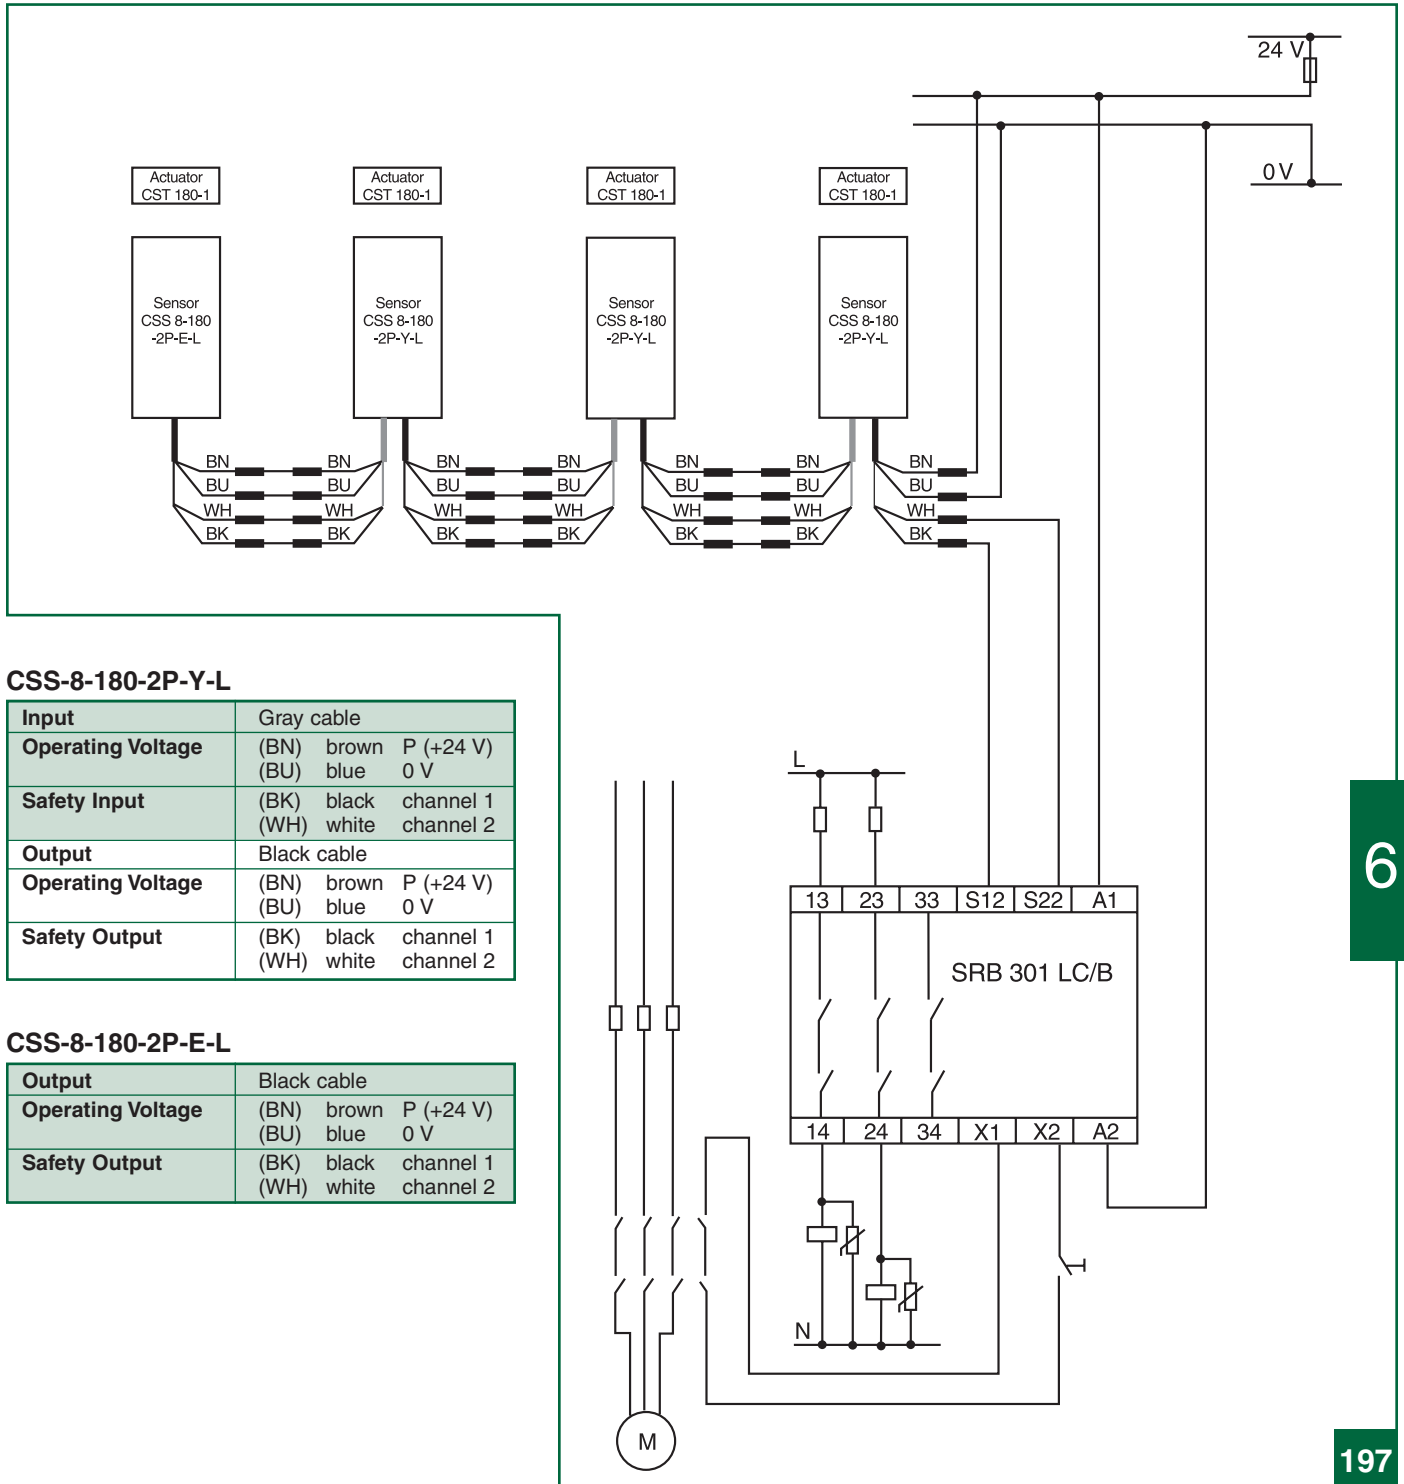 24 V
0 V
Actuator
CST 180-1
Actuator
CST 180-1
Actuator
CST 180-1
Actuator
CST 180-1
Sensor
CSS 8-180
-2P-E-L
Sensor
CSS 8-180
-2P-Y-L
Sensor
CSS 8-180
-2P-Y-L
Sensor
CSS 8-180
-2P-Y-L
BN BN BN BN BN BN BN
BU BU BU BU BU BU BU
WH WH WH WH WH WH WH
BK BK BK BK BK BK BK
CSS-8-180-2P-Y-L
Input Gray cable
Operating Voltage (BN) brown P (+24 V)
(BU) blue 0 V
Safety Input (BK) black channel 1
(WH) white channel 2
Output Black cable
Operating Voltage (BN) brown P (+24 V)
(BU) blue 0 V
Safety Output (BK) black channel 1
(WH) white channel 2
CSS-8-180-2P-E-L
Output Black cable
Operating Voltage (BN) brown P (+24 V)
(BU) blue 0 V
Safety Output (BK) black channel 1
(WH) white channel 2
L
13 23 33 S12 S22 A1
SRB 301 LC/B
14 24 34 X1 X2 A2
N
M
6
197